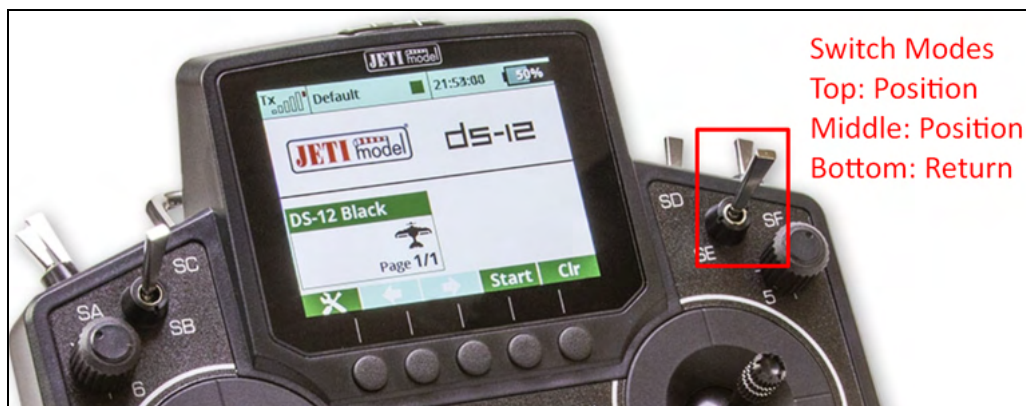 JETI model
Tx
Default
21:53:08
50%
JETI model
ds-12
DS-12 Black
Page 1/1
Start
Clr
SA
SB
SC
6
SD
SE
SF
5
Switch Modes
Top: Position
Middle: Position
Bottom: Return